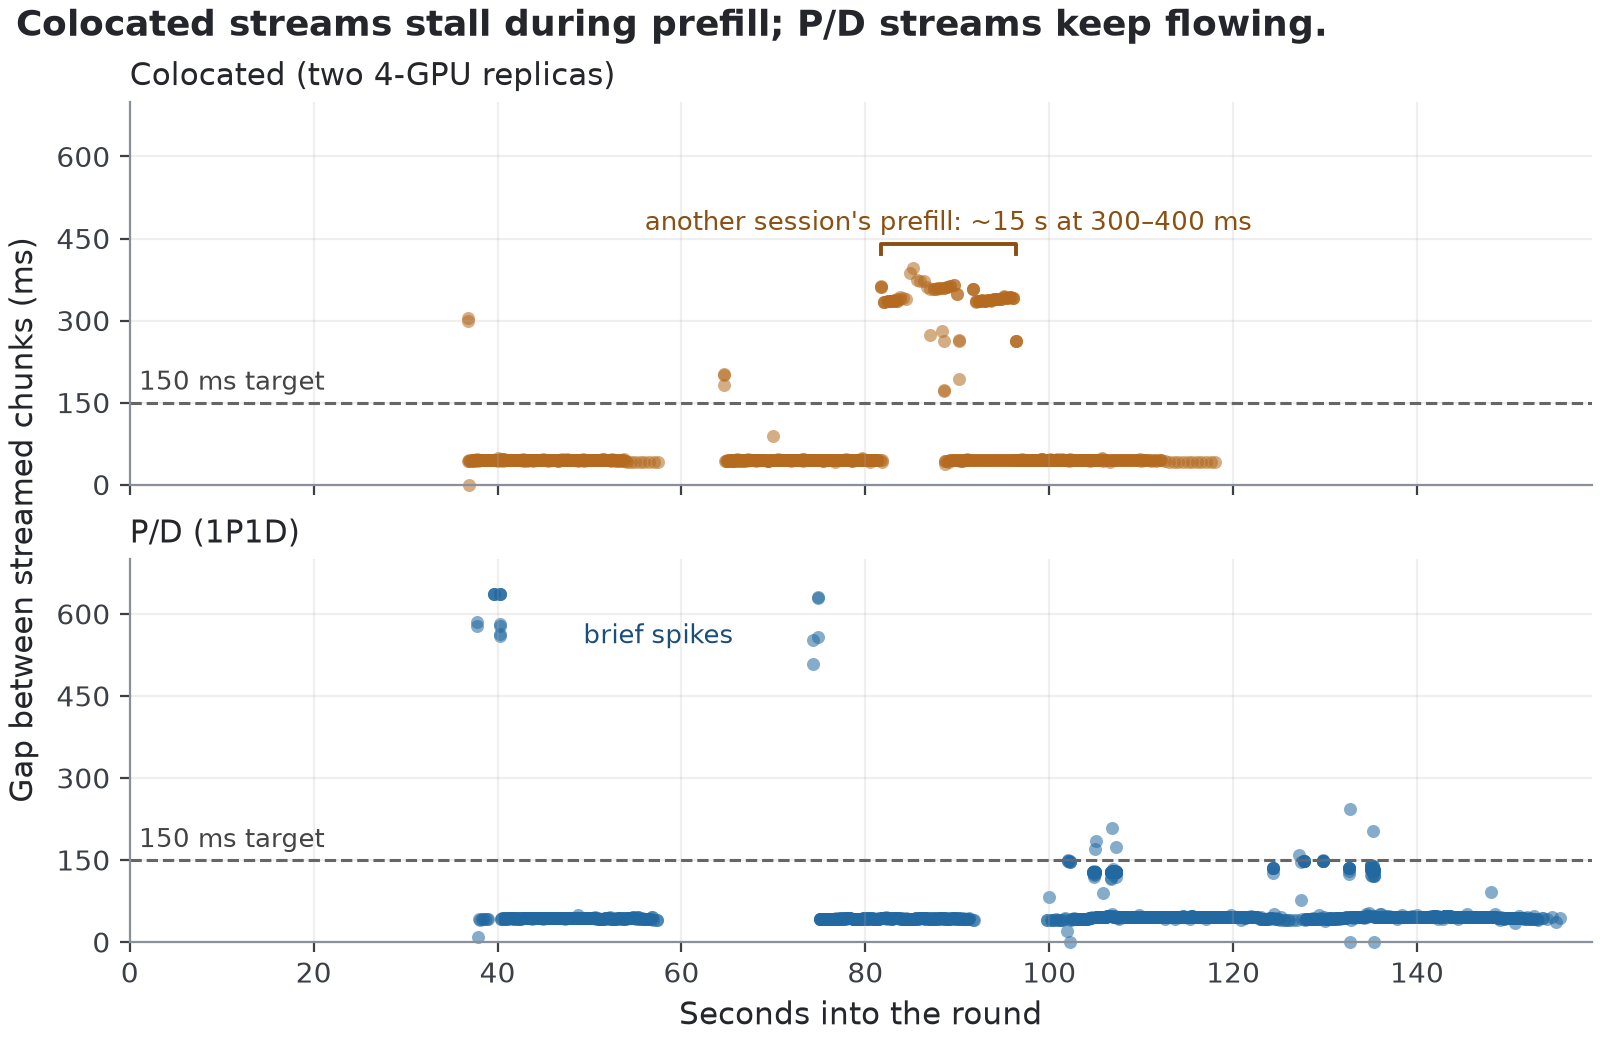 Colocated streams stall during prefill; P/D streams keep flowing.
Colocated (two 4-GPU replicas)
Gap between streamed chunks (ms)
600
450
300
150
0
another session's prefill: ~15 s at 300–400 ms
150 ms target
P/D (1P1D)
600
450
300
150
0
brief spikes
150 ms target
0 20 40 60 80 100 120 140
Seconds into the round